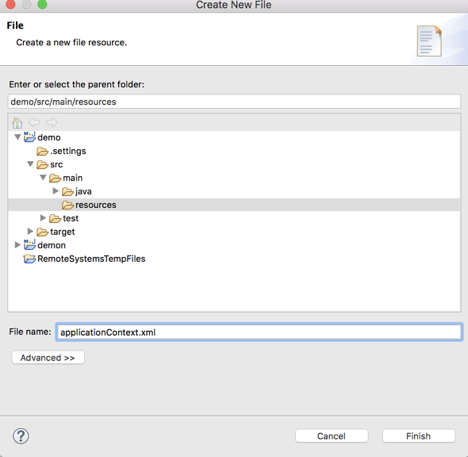 Create New File
File
Create a new file resource.
Enter or select the parent folder:
demo/src/main/resources
demo
.settings
src
main
java
resources
test
target
demon
RemoteSystemsTempFiles
File name: applicationContext.xml
Advanced >>
? Cancel Finish